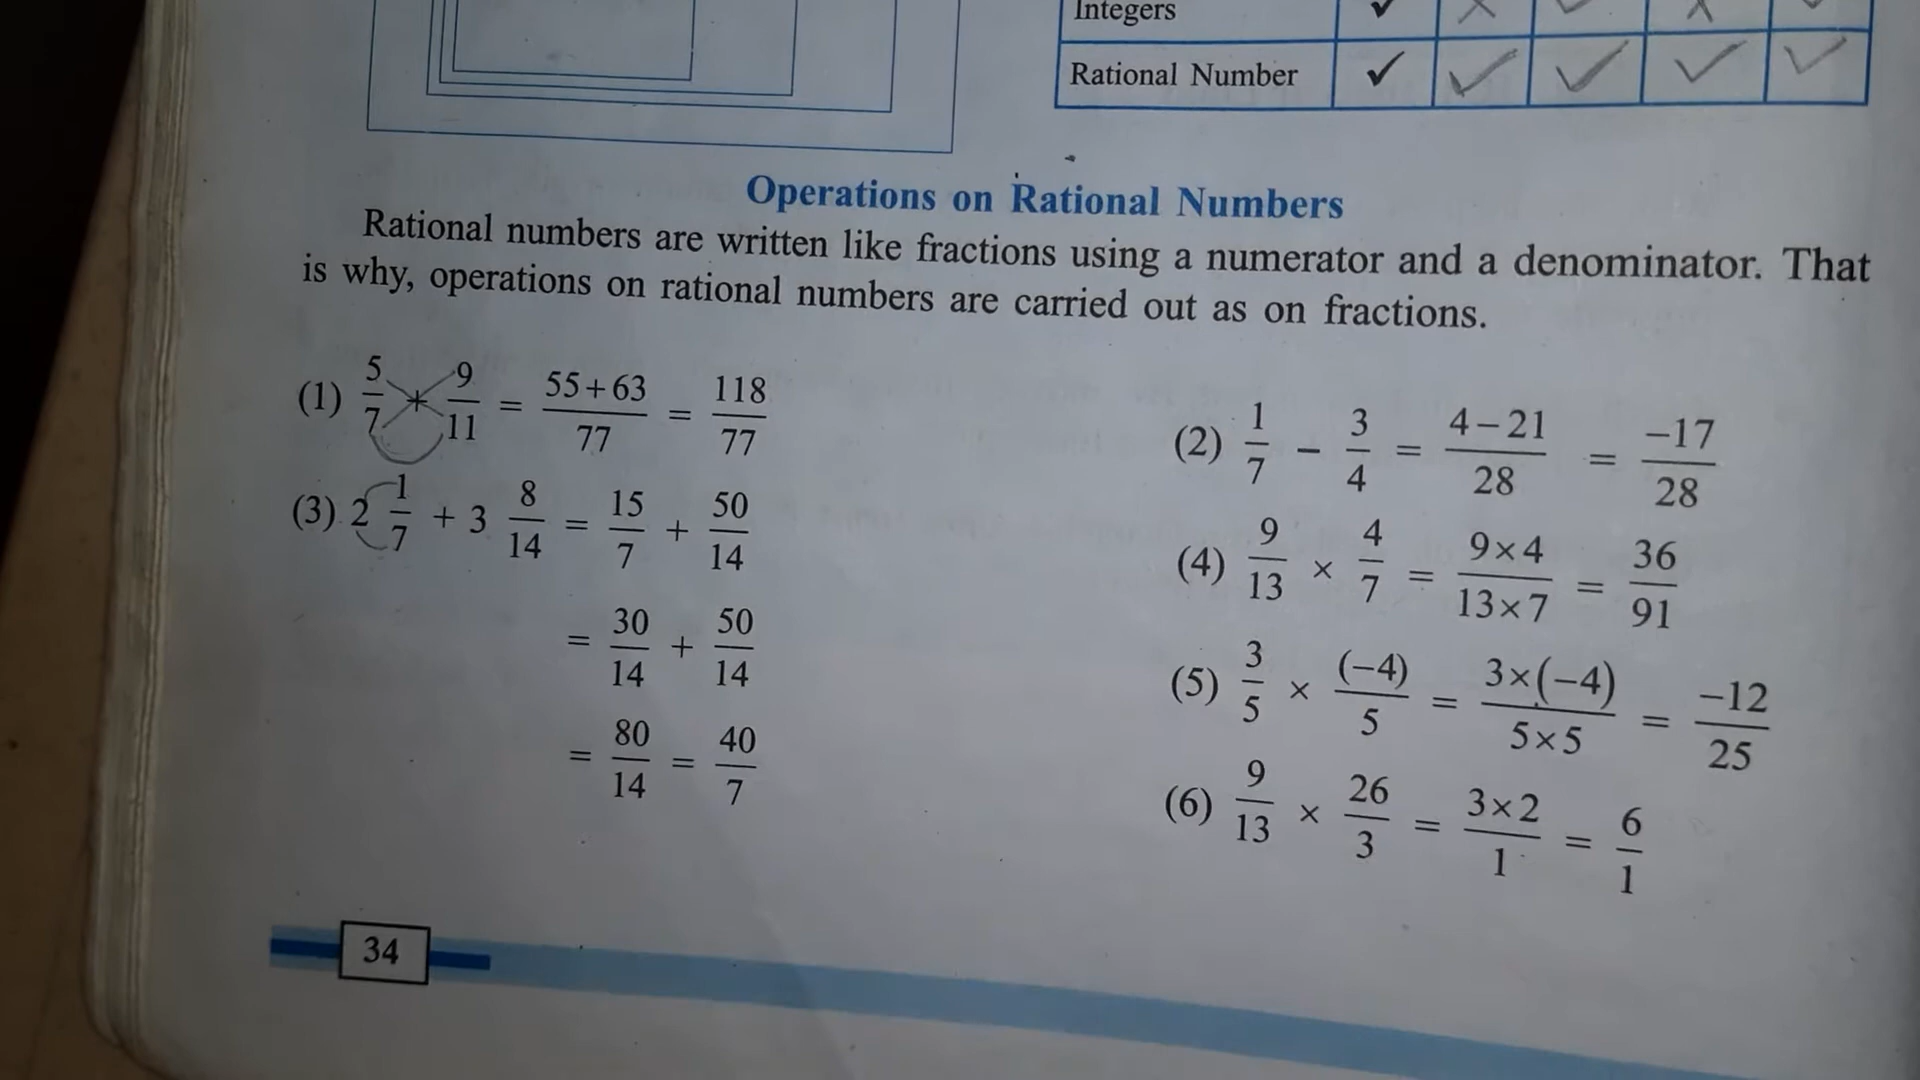 Integers ✓ × ✓ × ✓
Rational Number ✓ ✓ ✓ ✓ ✓
Operations on Rational Numbers
Rational numbers are written like fractions using a numerator and a denominator. That
is why, operations on rational numbers are carried out as on fractions.
(1) 5/7 + 9/11 = 55+63/77 = 118/77
(2) 1/7 − 3/4 = 4−21/28 = −17/28
(3) 2 1/7 + 3 8/14 = 15/7 + 50/14
= 30/14 + 50/14
= 80/14 = 40/7
(4) 9/13 × 4/7 = 9×4/13×7 = 36/91
(5) 3/5 × (−4)/5 = 3×(−4)/5×5 = −12/25
(6) 9/13 × 26/3 = 3×2/1 = 6/1
34